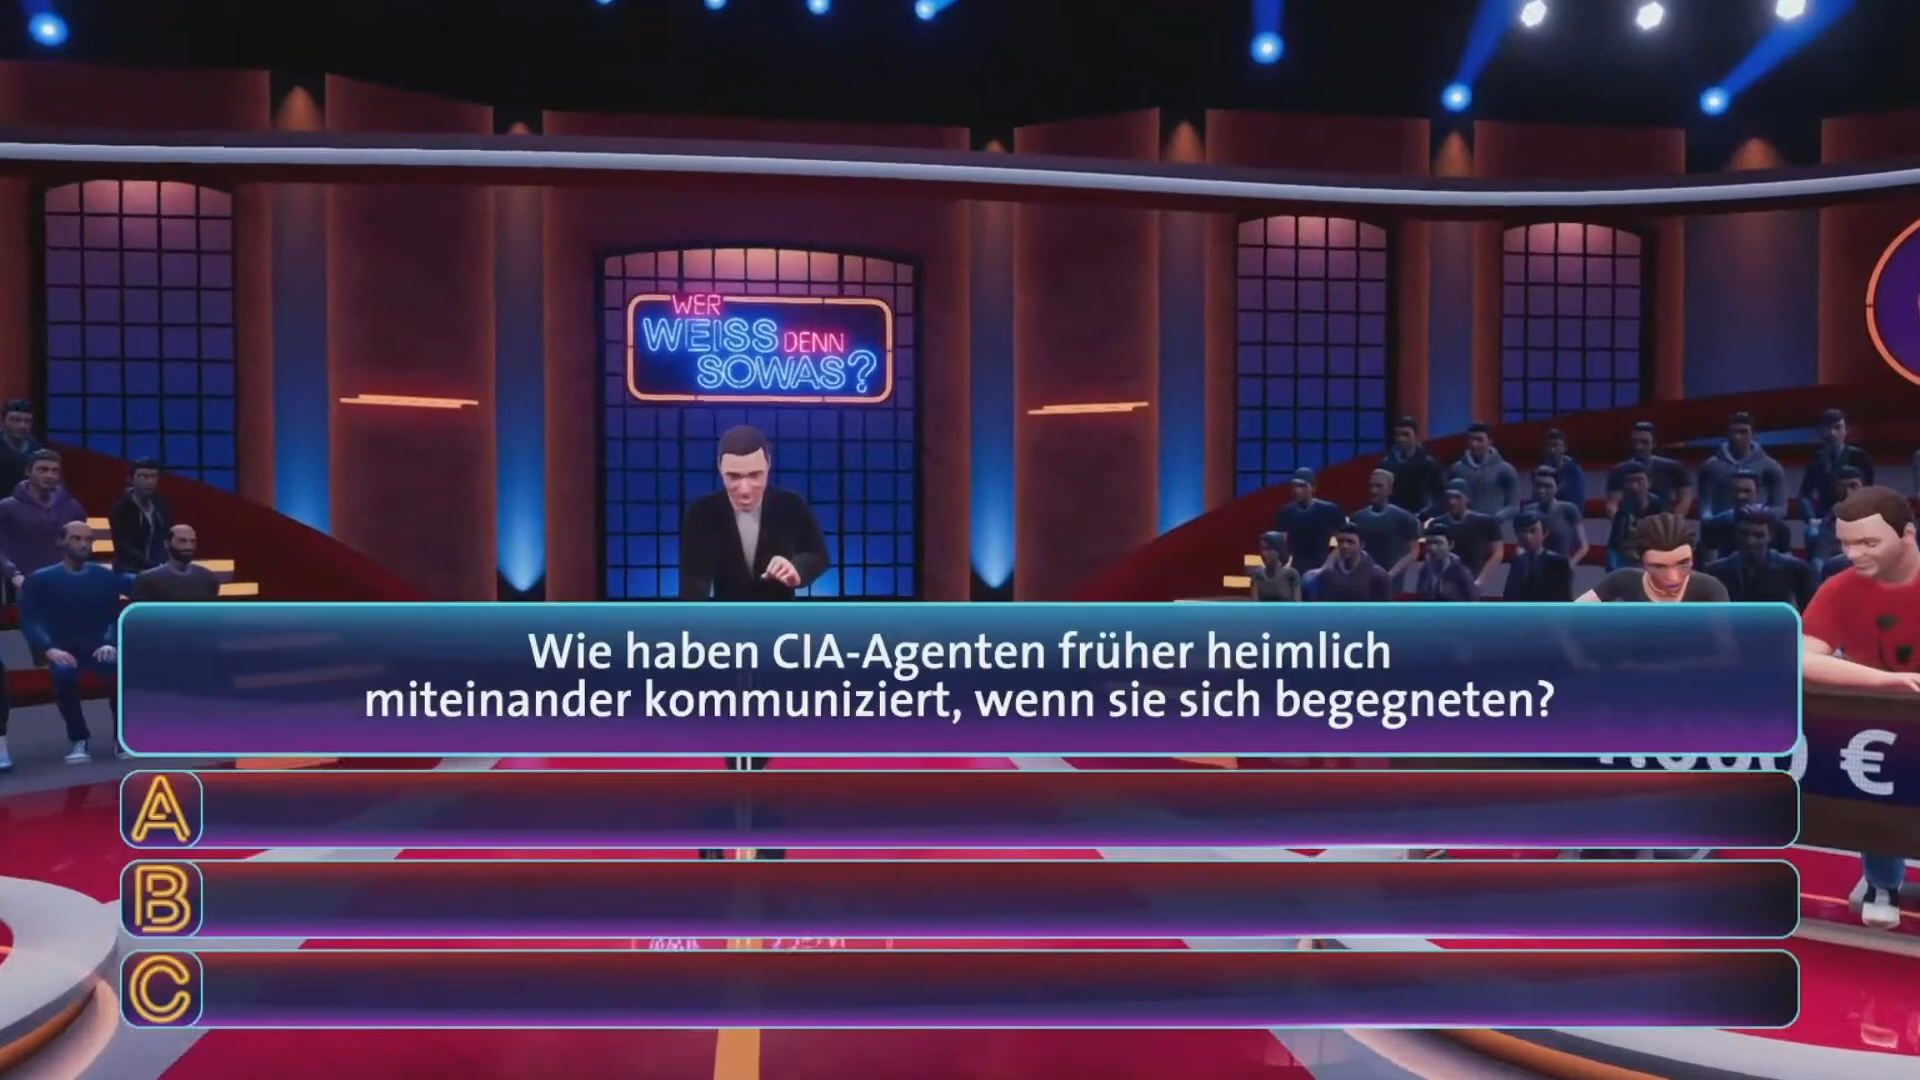 WER
WEISS DENN
SOWAS?
Wie haben CIA-Agenten früher heimlich
miteinander kommuniziert, wenn sie sich begegneten?
€
A
B
C